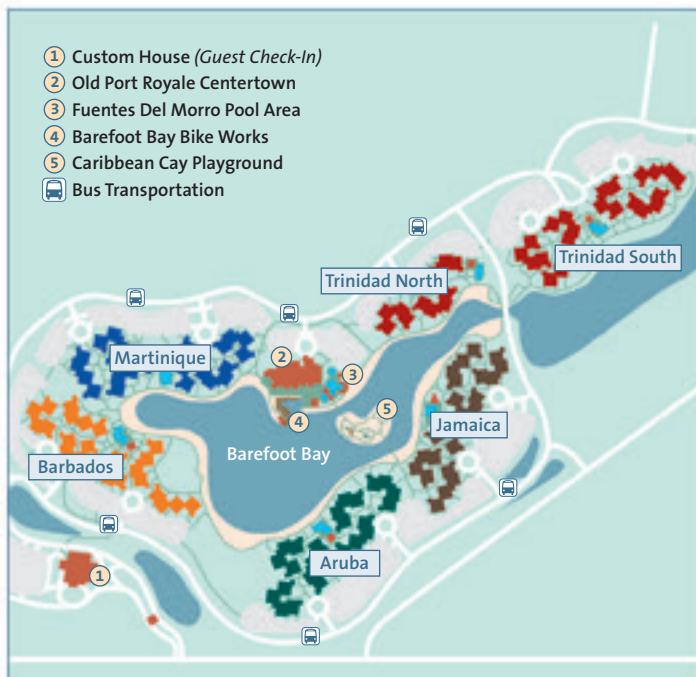 1 Custom House (Guest Check-In)
2 Old Port Royale Centertown
3 Fuentes Del Morro Pool Area
4 Barefoot Bay Bike Works
5 Caribbean Cay Playground
Bus Transportation
Trinidad South
Trinidad North
Martinique
2
3
5
4
Jamaica
Barefoot Bay
Barbados
Aruba
1